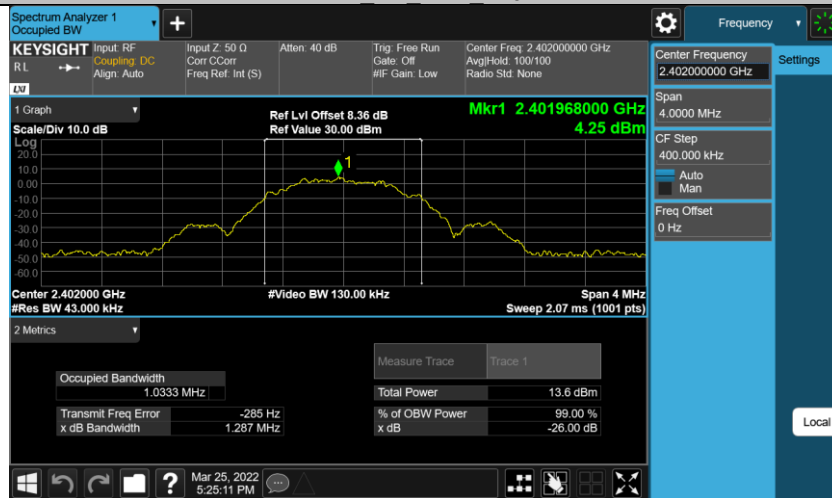 Spectrum Analyzer 1
Occupied BW
+
Frequency
KEYSIGHT
RL
LXI
Input: RF
Coupling: DC
Align: Auto
Input Z: 50 Ω
Corr CCorr
Freq Ref: Int (S)
Atten: 40 dB
Trig: Free Run
Gate: Off
#IF Gain: Low
Center Freq: 2.402000000 GHz
Avg|Hold: 100/100
Radio Std: None
Center Frequency
2.402000000 GHz
Settings
Span
4.0000 MHz
CF Step
400.000 kHz
Auto
Man
Freq Offset
0 Hz
Local
1 Graph
Scale/Div 10.0 dB
Ref Lvl Offset 8.36 dB
Ref Value 30.00 dBm
Mkr1 2.401968000 GHz
4.25 dBm
Log
20.0
10.0
0.00
-10.0
-20.0
-30.0
-40.0
-50.0
-60.0
1
Center 2.402000 GHz
#Res BW 43.000 kHz
#Video BW 130.00 kHz
Span 4 MHz
Sweep 2.07 ms (1001 pts)
2 Metrics
Measure Trace Trace 1
Occupied Bandwidth
1.0333 MHz
Total Power 13.6 dBm
Transmit Freq Error -285 Hz
% of OBW Power 99.00 %
x dB Bandwidth 1.287 MHz
x dB -26.00 dB
?
Mar 25, 2022
5:25:11 PM